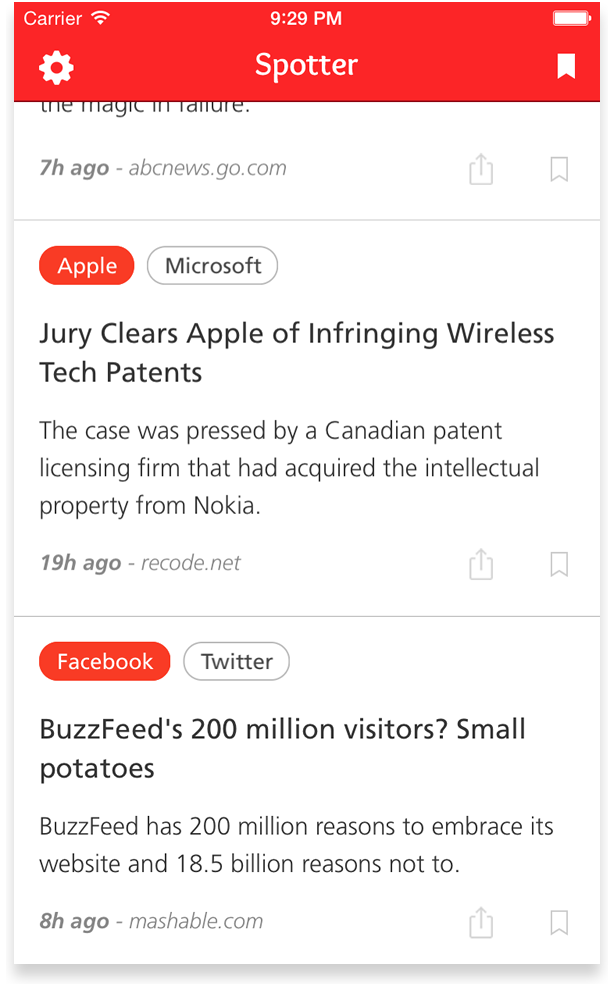 Carrier 9:29 PM
Spotter
the magic in failure.
7h ago - abcnews.go.com
Apple Microsoft
Jury Clears Apple of Infringing Wireless
Tech Patents
The case was pressed by a Canadian patent
licensing firm that had acquired the intellectual
property from Nokia.
19h ago - recode.net
Facebook Twitter
BuzzFeed's 200 million visitors? Small
potatoes
BuzzFeed has 200 million reasons to embrace its
website and 18.5 billion reasons not to.
8h ago - mashable.com